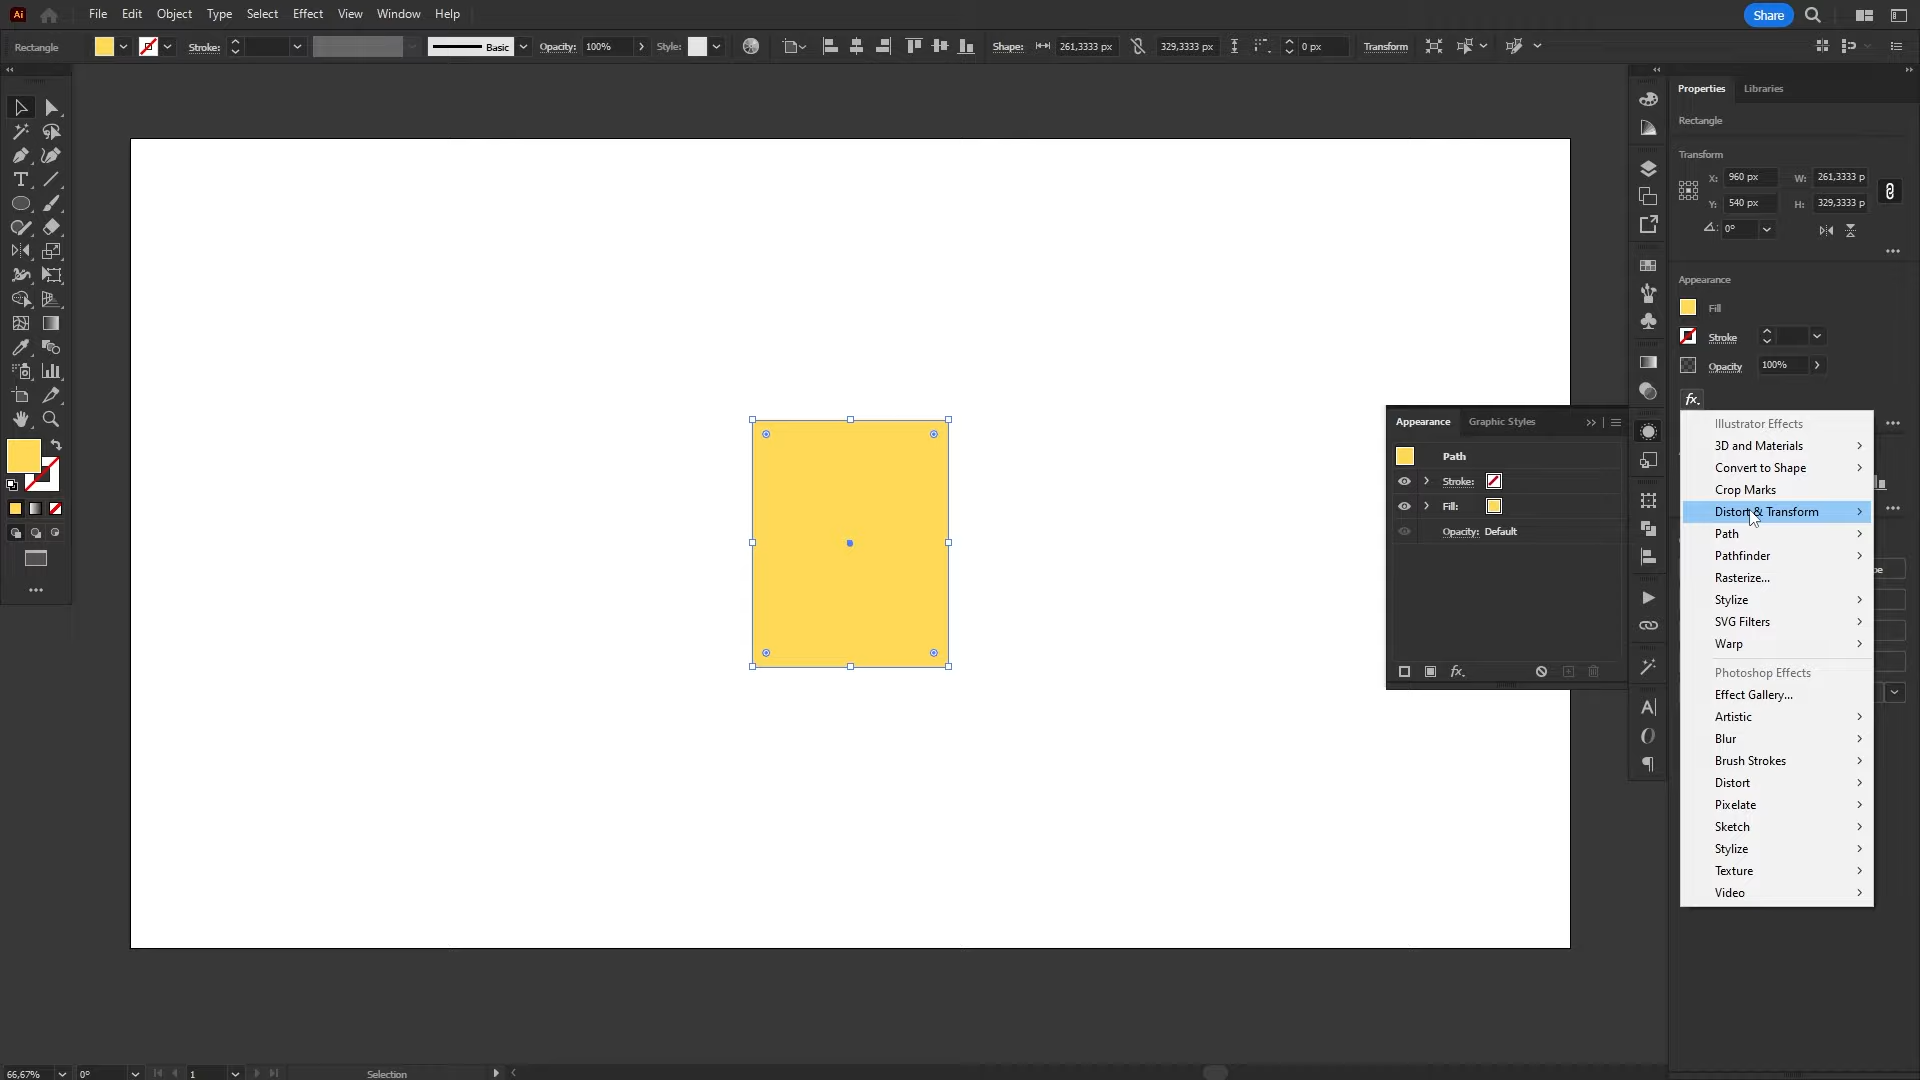 Ai
File Edit Object Type Select Effect View Window Help
Share
Rectangle Stroke: Basic Opacity: 100% Style: Shape: 261,3333 px 329,3333 px 0 px Transform
Properties Libraries
Rectangle
Transform
X: 960 px W: 261,3333 p
Y: 540 px H: 329,3333 p
0°
Appearance
Fill
Stroke
Opacity 100%
fx.
Appearance Graphic Styles
Path
Stroke:
Fill:
Opacity: Default
fx.
Illustrator Effects
3D and Materials
Convert to Shape
Crop Marks
Distort & Transform
Path
Pathfinder
Rasterize...
Stylize
SVG Filters
Warp
Photoshop Effects
Effect Gallery...
Artistic
Blur
Brush Strokes
Distort
Pixelate
Sketch
Stylize
Texture
Video
66,67% 0° 1 Selection